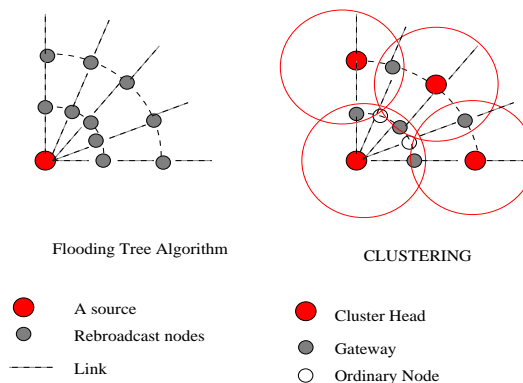 Flooding Tree Algorithm
CLUSTERING
A source
Rebroadcast nodes
Link
Cluster Head
Gateway
Ordinary Node